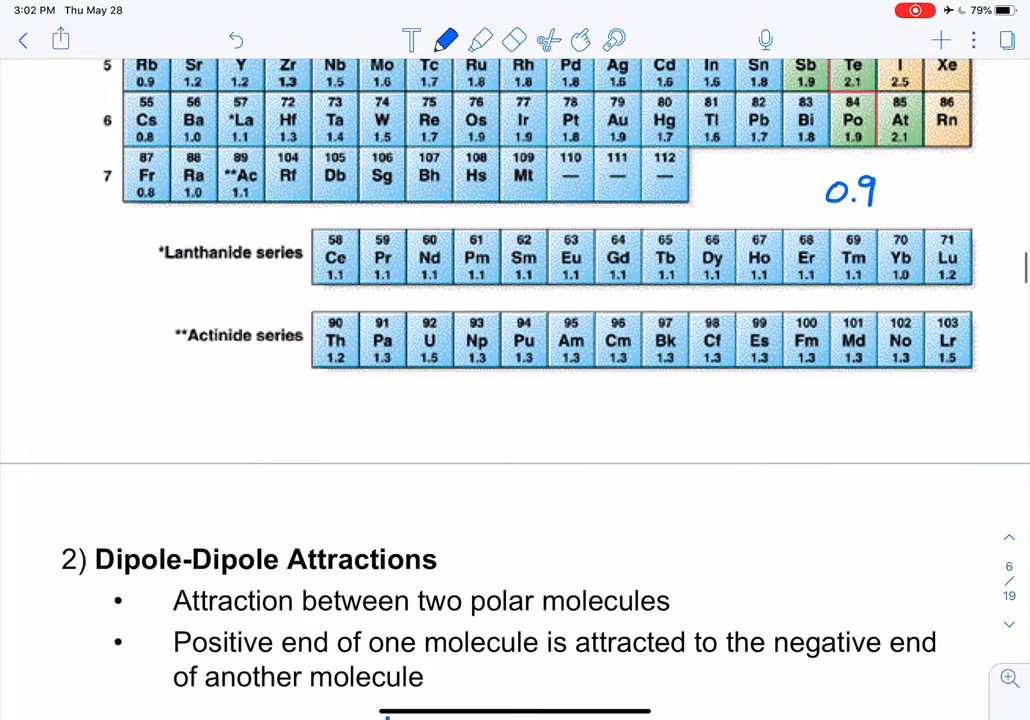 3:02 PM Thu May 28 79%
5 Rb Sr Y Zr Nb Mo Tc Ru Rh Pd Ag Cd In Sn Sb Te I Xe
0.9 1.2 1.2 1.3 1.5 1.6 1.7 1.8 1.8 1.8 1.6 1.6 1.6 1.8 1.9 2.1 2.5
55 56 57 72 73 74 75 76 77 78 79 80 81 82 83 84 85 86
6 Cs Ba *La Hf Ta W Re Os Ir Pt Au Hg Tl Pb Bi Po At Rn
0.8 1.0 1.1 1.3 1.4 1.5 1.7 1.9 1.9 1.8 1.9 1.7 1.6 1.7 1.8 1.9 2.1
87 88 89 104 105 106 107 108 109 110 111 112
7 Fr Ra **Ac Rf Db Sg Bh Hs Mt — — —
0.8 1.0 1.1
0.9
58 59 60 61 62 63 64 65 66 67 68 69 70 71
*Lanthanide series Ce Pr Nd Pm Sm Eu Gd Tb Dy Ho Er Tm Yb Lu
1.1 1.1 1.1 1.1 1.1 1.1 1.1 1.1 1.1 1.1 1.1 1.1 1.0 1.2
90 91 92 93 94 95 96 97 98 99 100 101 102 103
**Actinide series Th Pa U Np Pu Am Cm Bk Cf Es Fm Md No Lr
1.2 1.3 1.5 1.3 1.3 1.3 1.3 1.3 1.3 1.3 1.3 1.3 1.3 1.5
2) Dipole-Dipole Attractions
• Attraction between two polar molecules
• Positive end of one molecule is attracted to the negative end
of another molecule
6
/
19